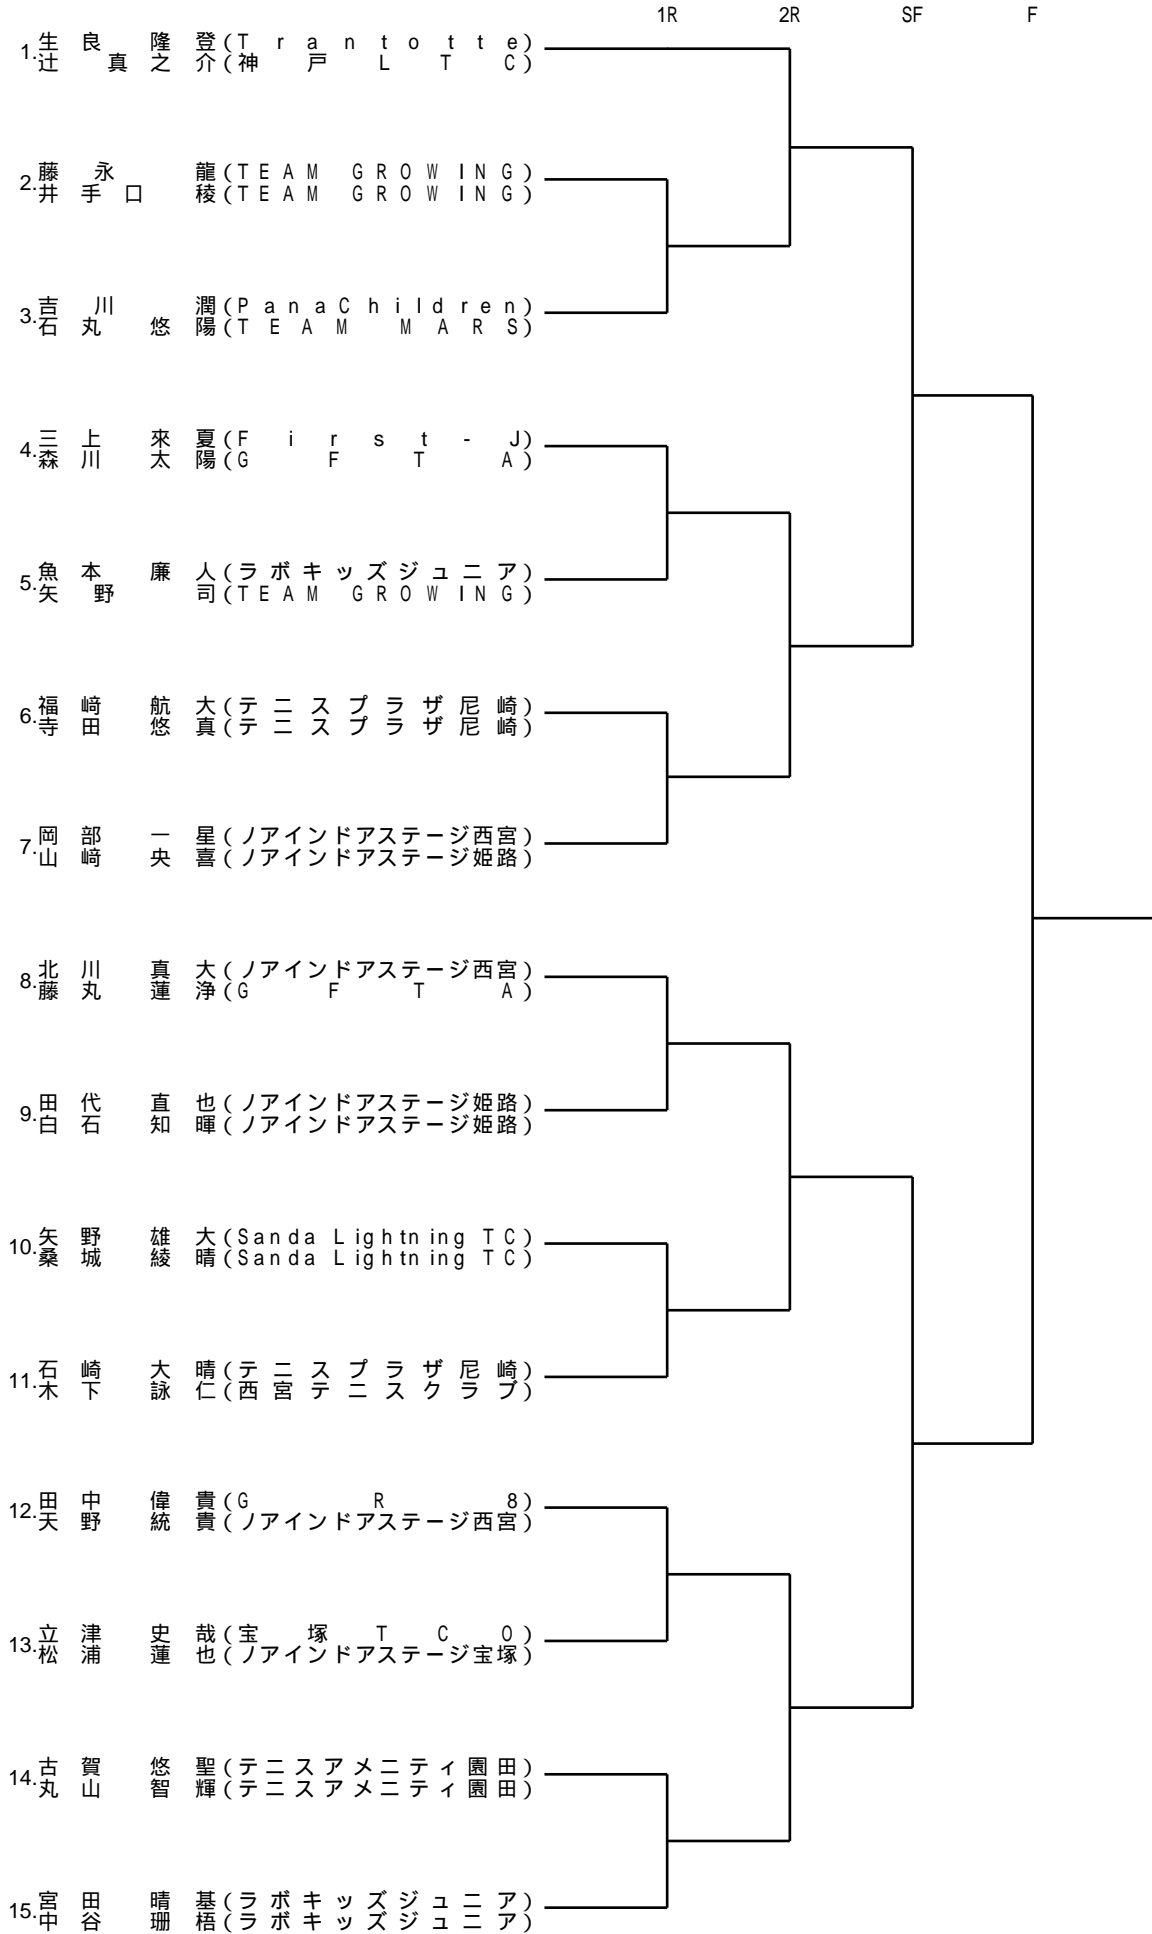 1R 2R SF F
1. 生良 隆登(Trantotte)
辻 真之介(神戸LTC)
2. 藤永 龍(TEAM GROWING)
井手口 稜(TEAM GROWING)
3. 吉川 潤(PanaChildren)
石丸 悠陽(TEAM MARS)
4. 三上 來夏(First-J)
森川 太陽(GFTA)
5. 魚本 廉人(ラボキッズジュニア)
矢野 司(TEAM GROWING)
6. 福﨑 航大(テニスプラザ尼崎)
寺田 悠真(テニスプラザ尼崎)
7. 岡部 一星(ノアインドアステージ西宮)
山﨑 央喜(ノアインドアステージ姫路)
8. 北川 真大(ノアインドアステージ西宮)
藤丸 蓮浄(GFTA)
9. 田代 直也(ノアインドアステージ姫路)
白石 知暉(ノアインドアステージ姫路)
10. 矢野 雄大(Sanda Lightning TC)
桑城 綾晴(Sanda Lightning TC)
11. 石崎 大晴(テニスプラザ尼崎)
木下 詠仁(西宮テニスクラブ)
12. 田中 偉貴(GR8)
天野 統貴(ノアインドアステージ西宮)
13. 立津 史哉(宝塚TCO)
松浦 蓮也(ノアインドアステージ宝塚)
14. 古賀 悠聖(テニスアメニティ園田)
丸山 智輝(テニスアメニティ園田)
15. 宮田 晴基(ラボキッズジュニア)
中谷 珊梧(ラボキッズジュニア)